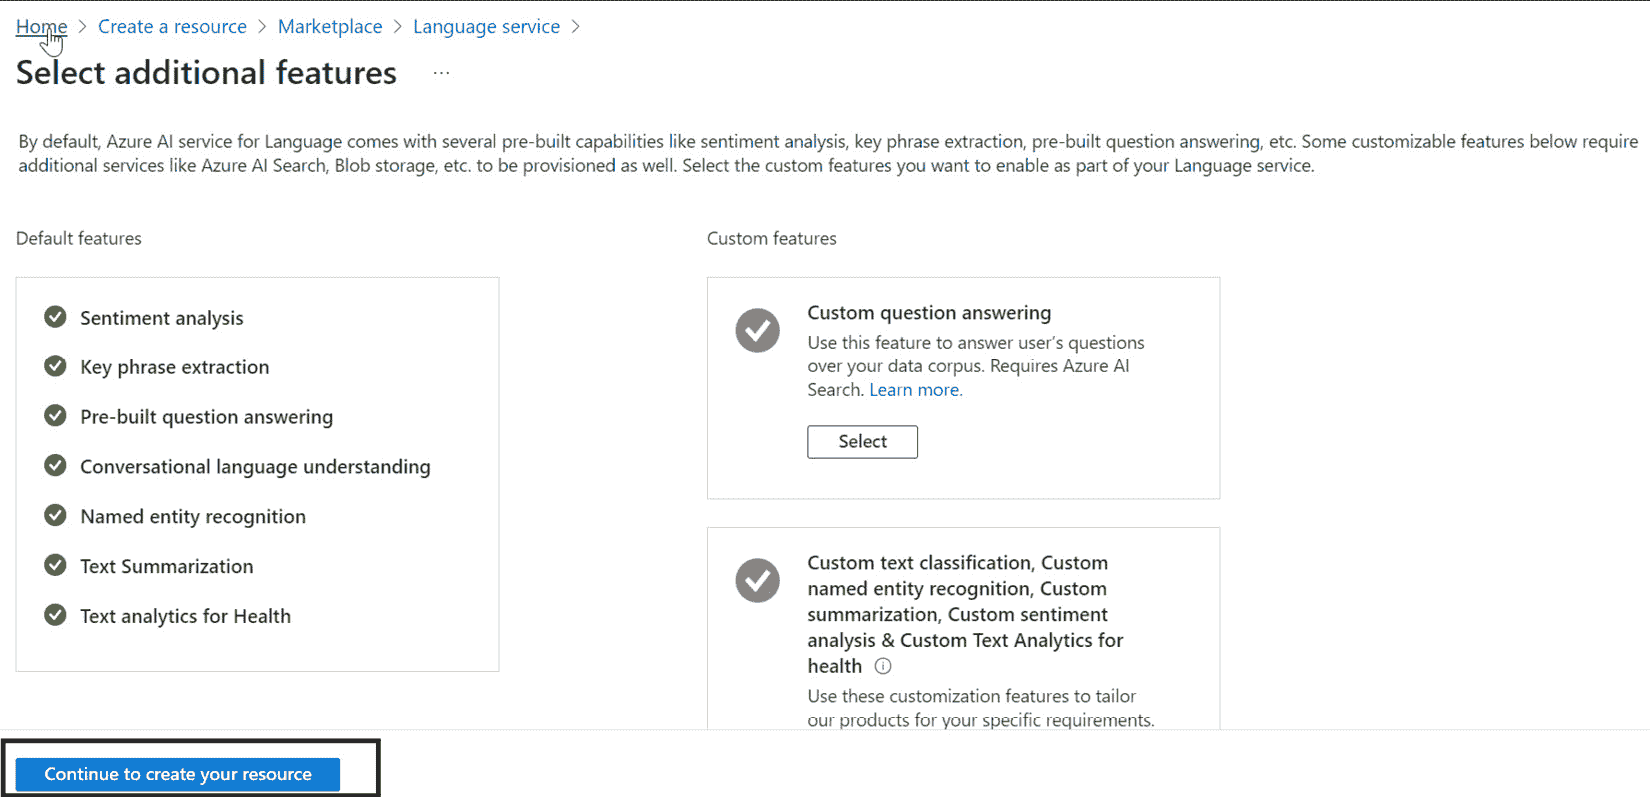 Home > Create a resource > Marketplace > Language service >
Select additional features ...
By default, Azure AI service for Language comes with several pre-built capabilities like sentiment analysis, key phrase extraction, pre-built question answering, etc. Some customizable features below require
additional services like Azure AI Search, Blob storage, etc. to be provisioned as well. Select the custom features you want to enable as part of your Language service.
Default features
Sentiment analysis
Key phrase extraction
Pre-built question answering
Conversational language understanding
Named entity recognition
Text Summarization
Text analytics for Health
Custom features
Custom question answering
Use this feature to answer user's questions
over your data corpus. Requires Azure AI
Search. Learn more.
Select
Custom text classification, Custom
named entity recognition, Custom
summarization, Custom sentiment
analysis & Custom Text Analytics for
health
Use these customization features to tailor
our products for your specific requirements.
Continue to create your resource